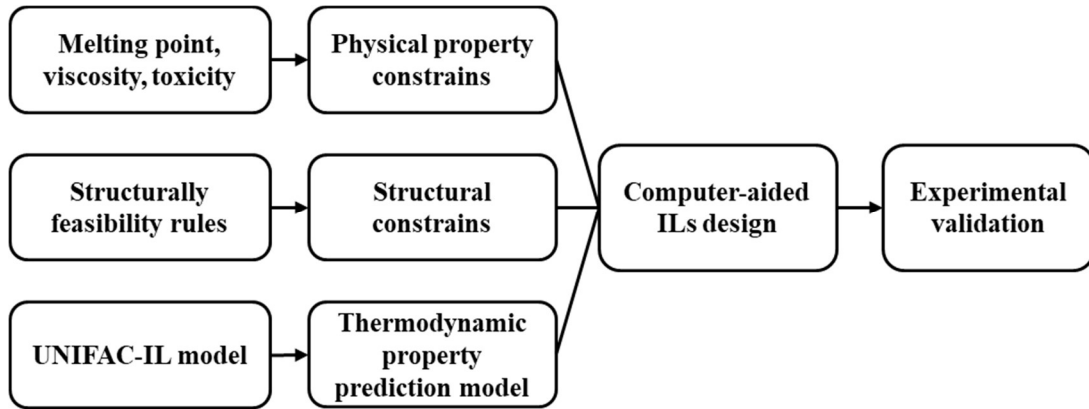 Melting point,
viscosity, toxicity
Physical property
constrains
Structurally
feasibility rules
Structural
constrains
Computer-aided
ILs design
Experimental
validation
UNIFAC-IL model
Thermodynamic
property
prediction model